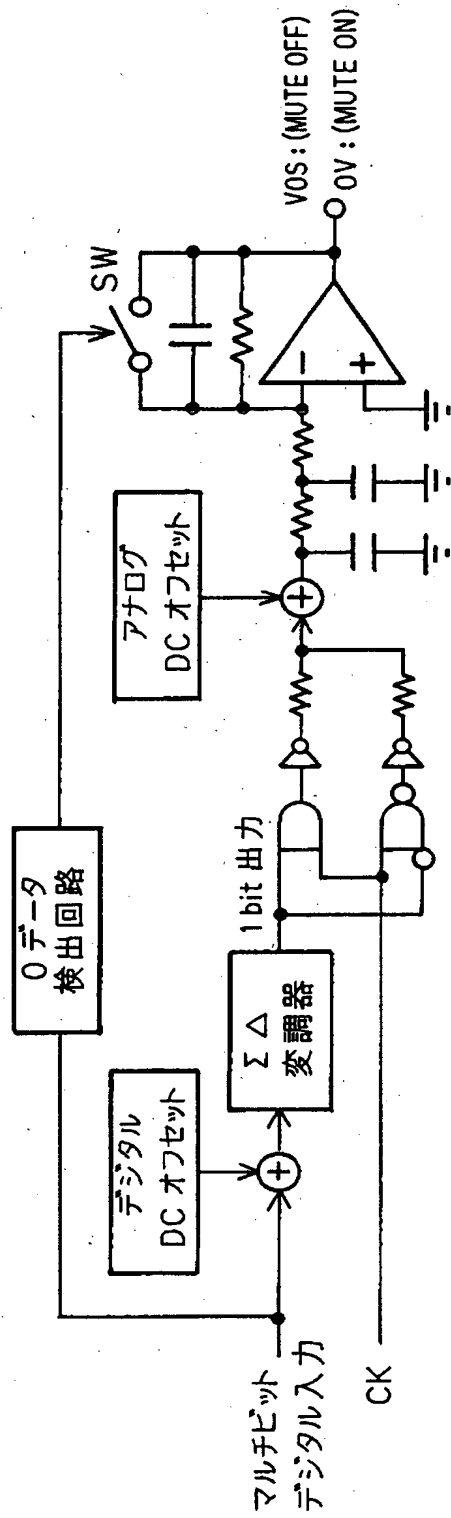 マルチビット
デジタル入力
CK
デジタル
DC オフセット
+
0 データ
検出回路
Σ △
変調器
1 bit 出力
アナログ
DC オフセット
+
SW
−
+
VOS : (MUTE OFF)
0V : (MUTE ON)